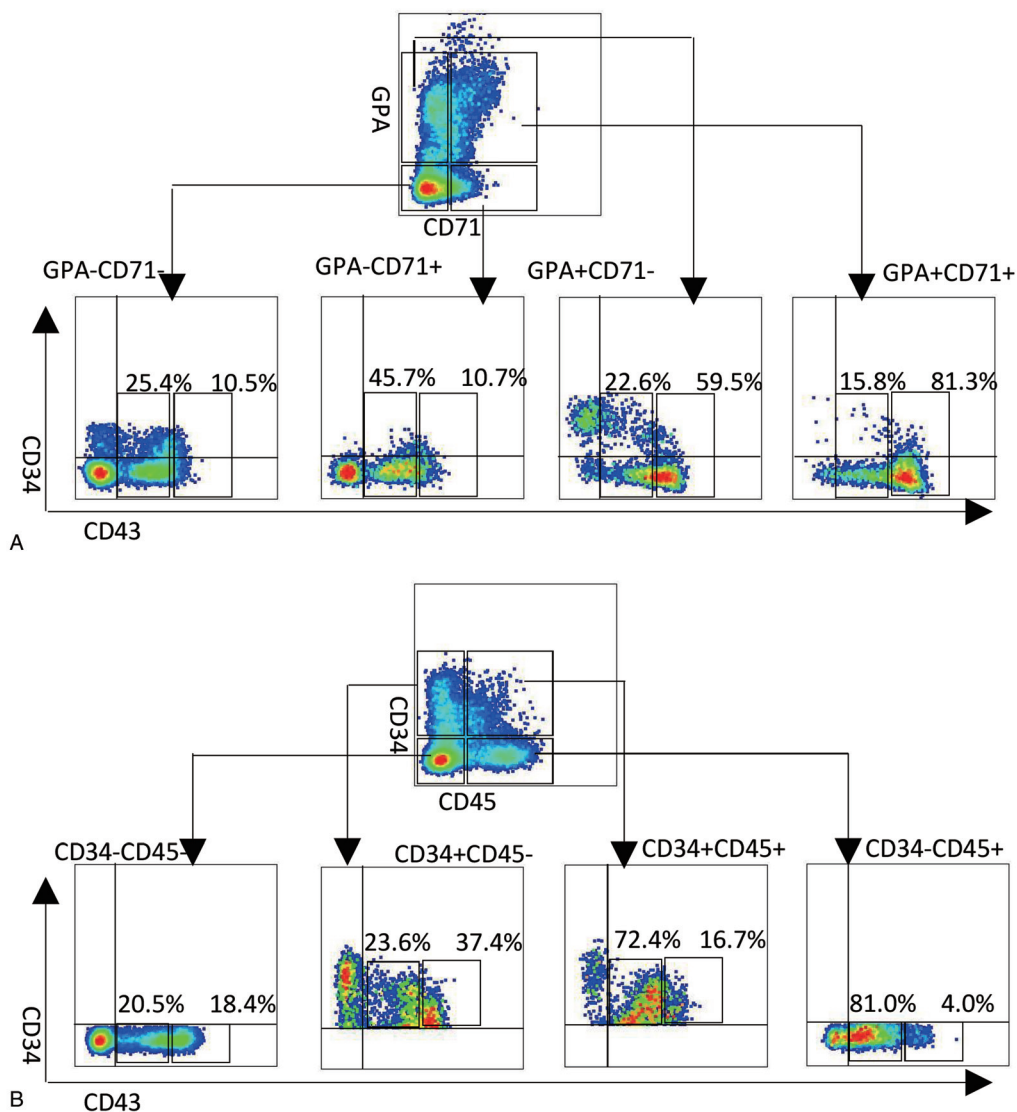 GPA
CD71
GPA-CD71-
GPA-CD71+
GPA+CD71-
GPA+CD71+
25.4% 10.5%
45.7% 10.7%
22.6% 59.5%
15.8% 81.3%
CD34
CD43
A
CD34
CD45
CD34-CD45-
CD34+CD45-
CD34+CD45+
CD34-CD45+
20.5% 18.4%
23.6% 37.4%
72.4% 16.7%
81.0% 4.0%
CD34
CD43
B